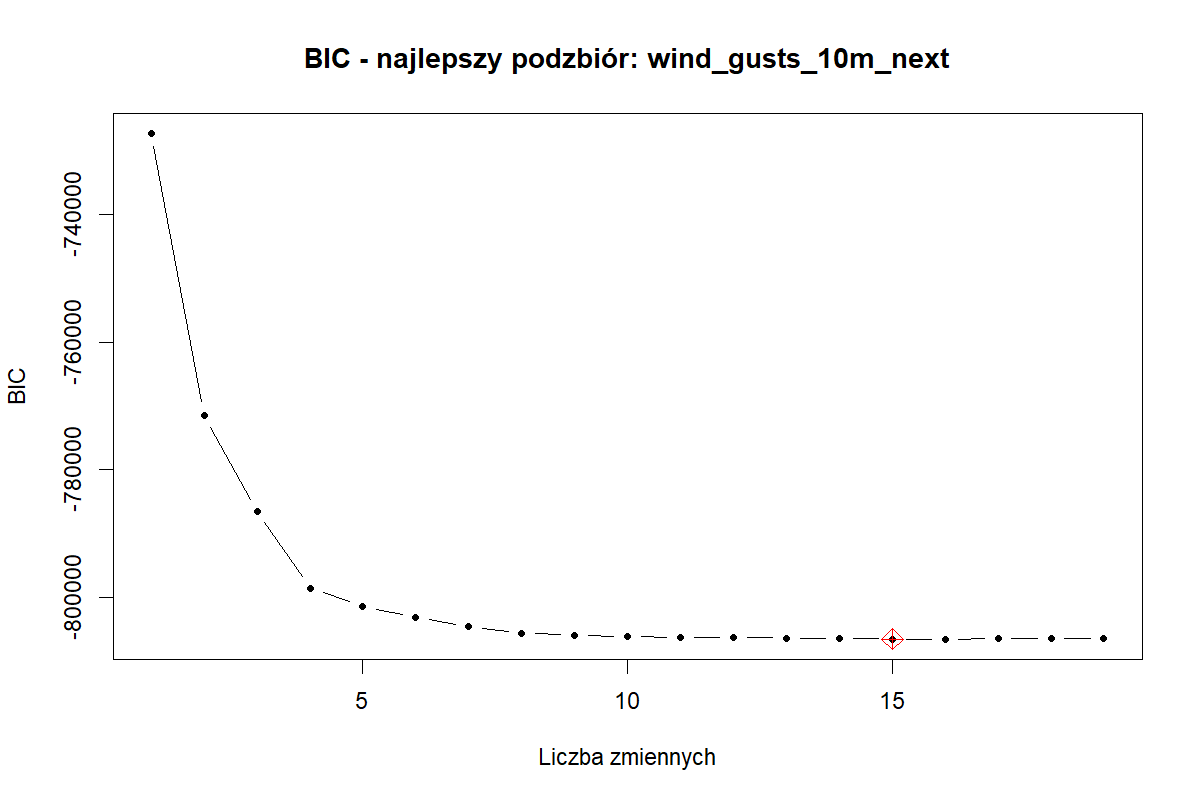 BIC - najlepszy podzbiór: wind_gusts_10m_next
BIC
-740000
-760000
-780000
-800000
5
10
15
Liczba zmiennych